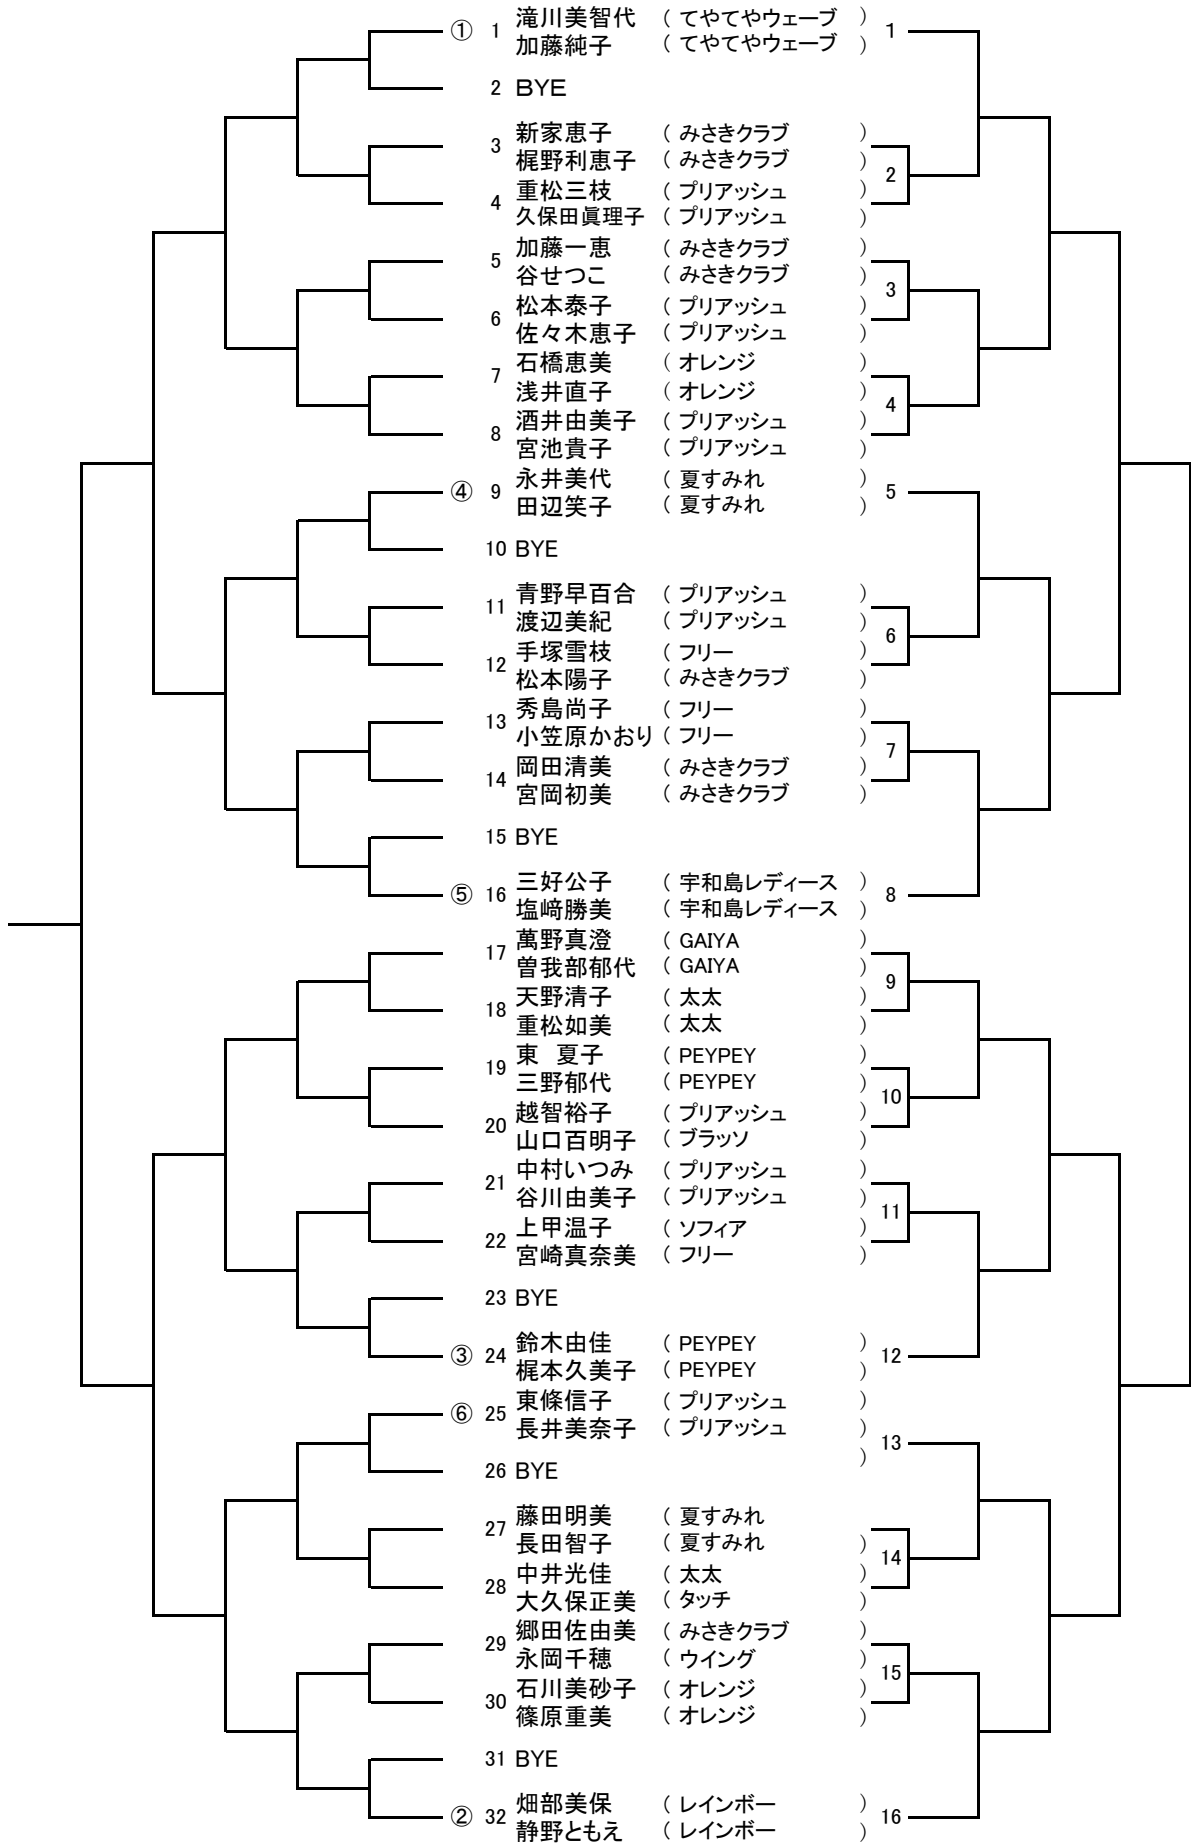 ① 1 滝川美智代 ( てやてやウェーブ ) 1
加藤純子 ( てやてやウェーブ )
2 BYE
3 新家恵子 ( みさきクラブ )
梶野利恵子 ( みさきクラブ )
2
4 重松三枝 ( プリアッシュ )
久保田眞理子 ( プリアッシュ )
5 加藤一恵 ( みさきクラブ )
谷せつこ ( みさきクラブ )
3
6 松本泰子 ( プリアッシュ )
佐々木恵子 ( プリアッシュ )
7 石橋恵美 ( オレンジ )
浅井直子 ( オレンジ )
4
8 酒井由美子 ( プリアッシュ )
宮池貴子 ( プリアッシュ )
④ 9 永井美代 ( 夏すみれ ) 5
田辺笑子 ( 夏すみれ )
10 BYE
11 青野早百合 ( プリアッシュ )
渡辺美紀 ( プリアッシュ )
6
12 手塚雪枝 ( フリー )
松本陽子 ( みさきクラブ )
13 秀島尚子 ( フリー )
小笠原かおり ( フリー )
7
14 岡田清美 ( みさきクラブ )
宮岡初美 ( みさきクラブ )
15 BYE
⑤ 16 三好公子 ( 宇和島レディース ) 8
塩﨑勝美 ( 宇和島レディース )
17 萬野真澄 ( GAIYA )
曽我部郁代 ( GAIYA )
9
18 天野清子 ( 太太 )
重松如美 ( 太太 )
19 東　夏子 ( PEYPEY )
三野郁代 ( PEYPEY )
10
20 越智裕子 ( プリアッシュ )
山口百明子 ( ブラッソ )
21 中村いつみ ( プリアッシュ )
谷川由美子 ( プリアッシュ )
11
22 上甲温子 ( ソフィア )
宮崎真奈美 ( フリー )
23 BYE
③ 24 鈴木由佳 ( PEYPEY ) 12
梶本久美子 ( PEYPEY )
⑥ 25 東條信子 ( プリアッシュ )
長井美奈子 ( プリアッシュ ) 13
)
26 BYE
27 藤田明美 ( 夏すみれ
長田智子 ( 夏すみれ )
14
28 中井光佳 ( 太太 )
大久保正美 ( タッチ )
29 郷田佐由美 ( みさきクラブ )
永岡千穂 ( ウイング )
15
30 石川美砂子 ( オレンジ )
篠原重美 ( オレンジ )
31 BYE
② 32 畑部美保 ( レインボー ) 16
静野ともえ ( レインボー )